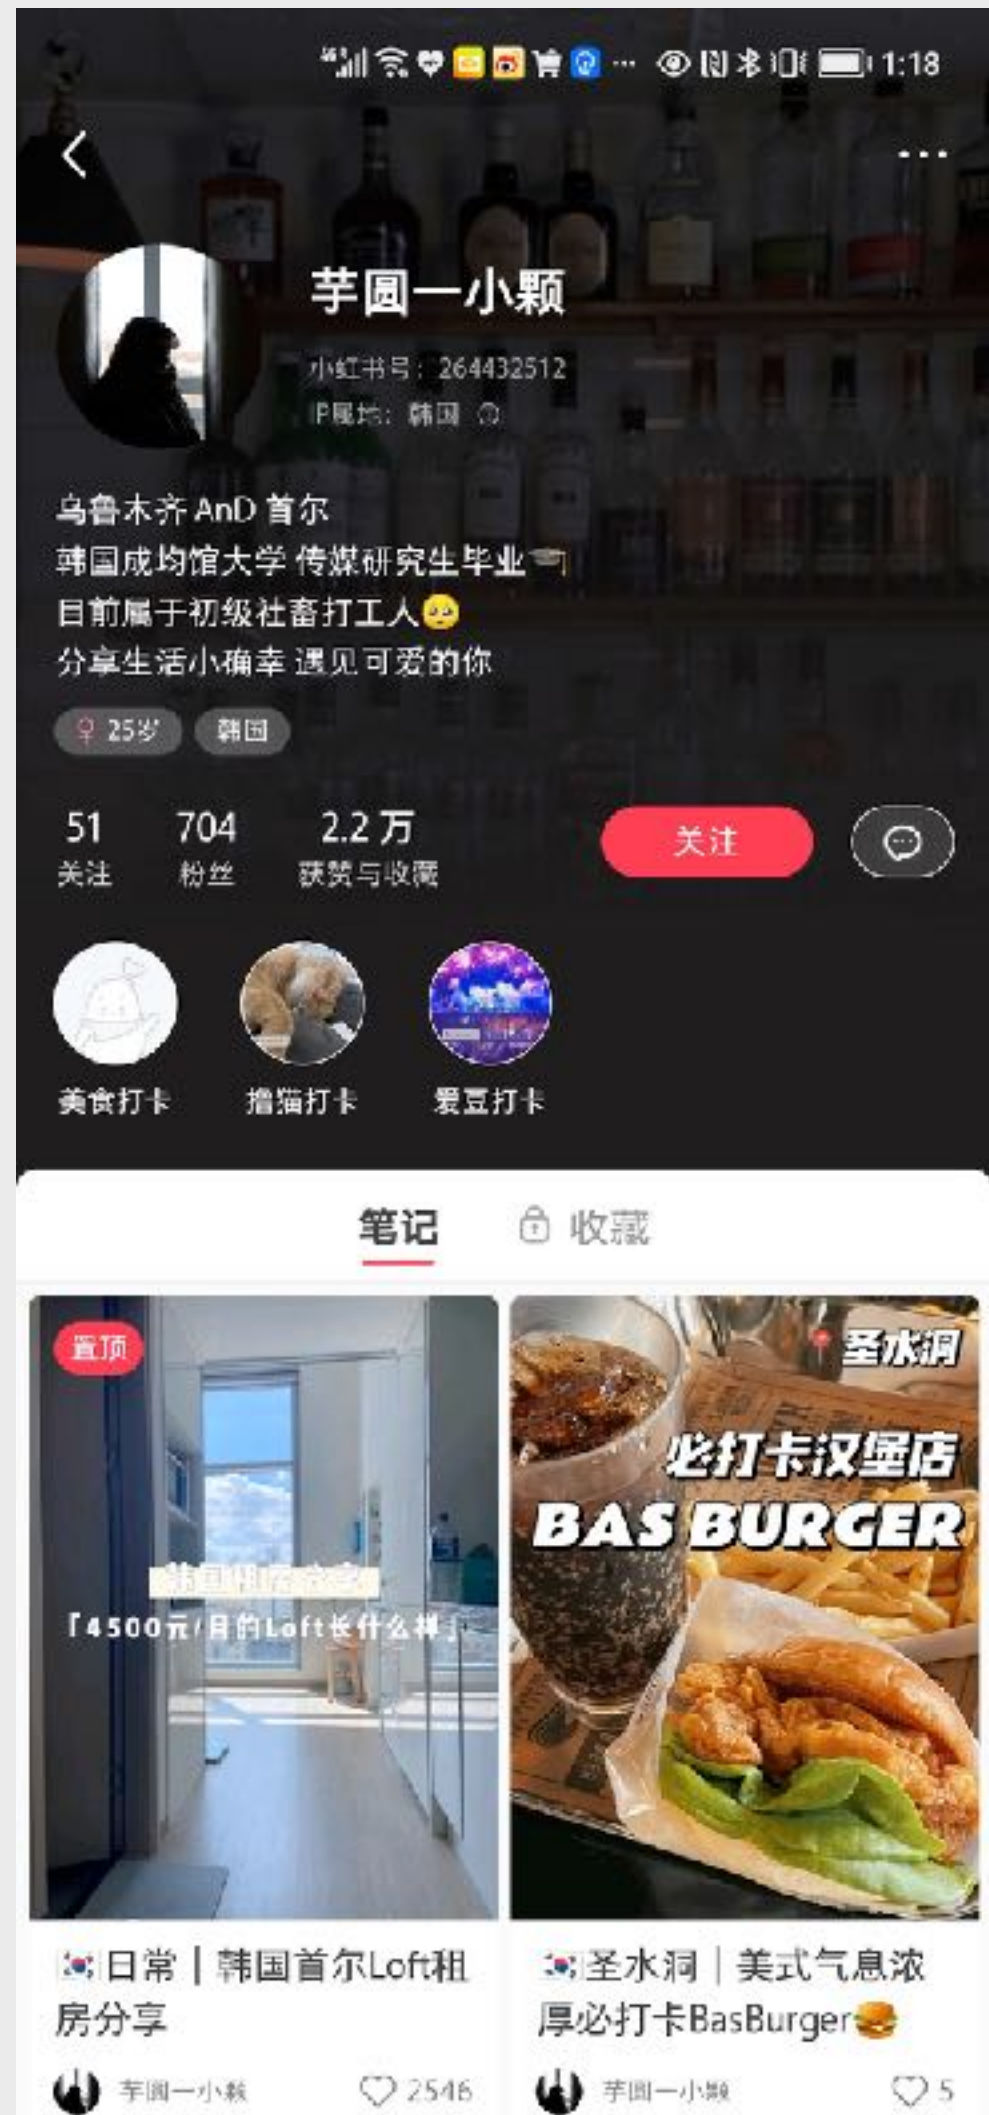 1:18
芋圆一小颗
小红书号：264432512
IP属地：韩国
乌鲁木齐 AnD 首尔
韩国成均馆大学 传媒研究生毕业🎓
目前属于初级社畜打工人🥺
分享生活小确幸 遇见可爱的你
♀ 25岁 韩国
51 704 2.2 万
关注 粉丝 获赞与收藏
关注
美食打卡 撸猫打卡 爱豆打卡
笔记 收藏
置顶
韩国租房分享
「4500元/月的Loft长什么样」
📍圣水洞
必打卡汉堡店
BAS BURGER
🇰🇷日常｜韩国首尔Loft租
房分享
芋圆一小颗 2546
🇰🇷圣水洞｜美式气息浓
厚必打卡BasBurger🍔
芋圆一小颗 5